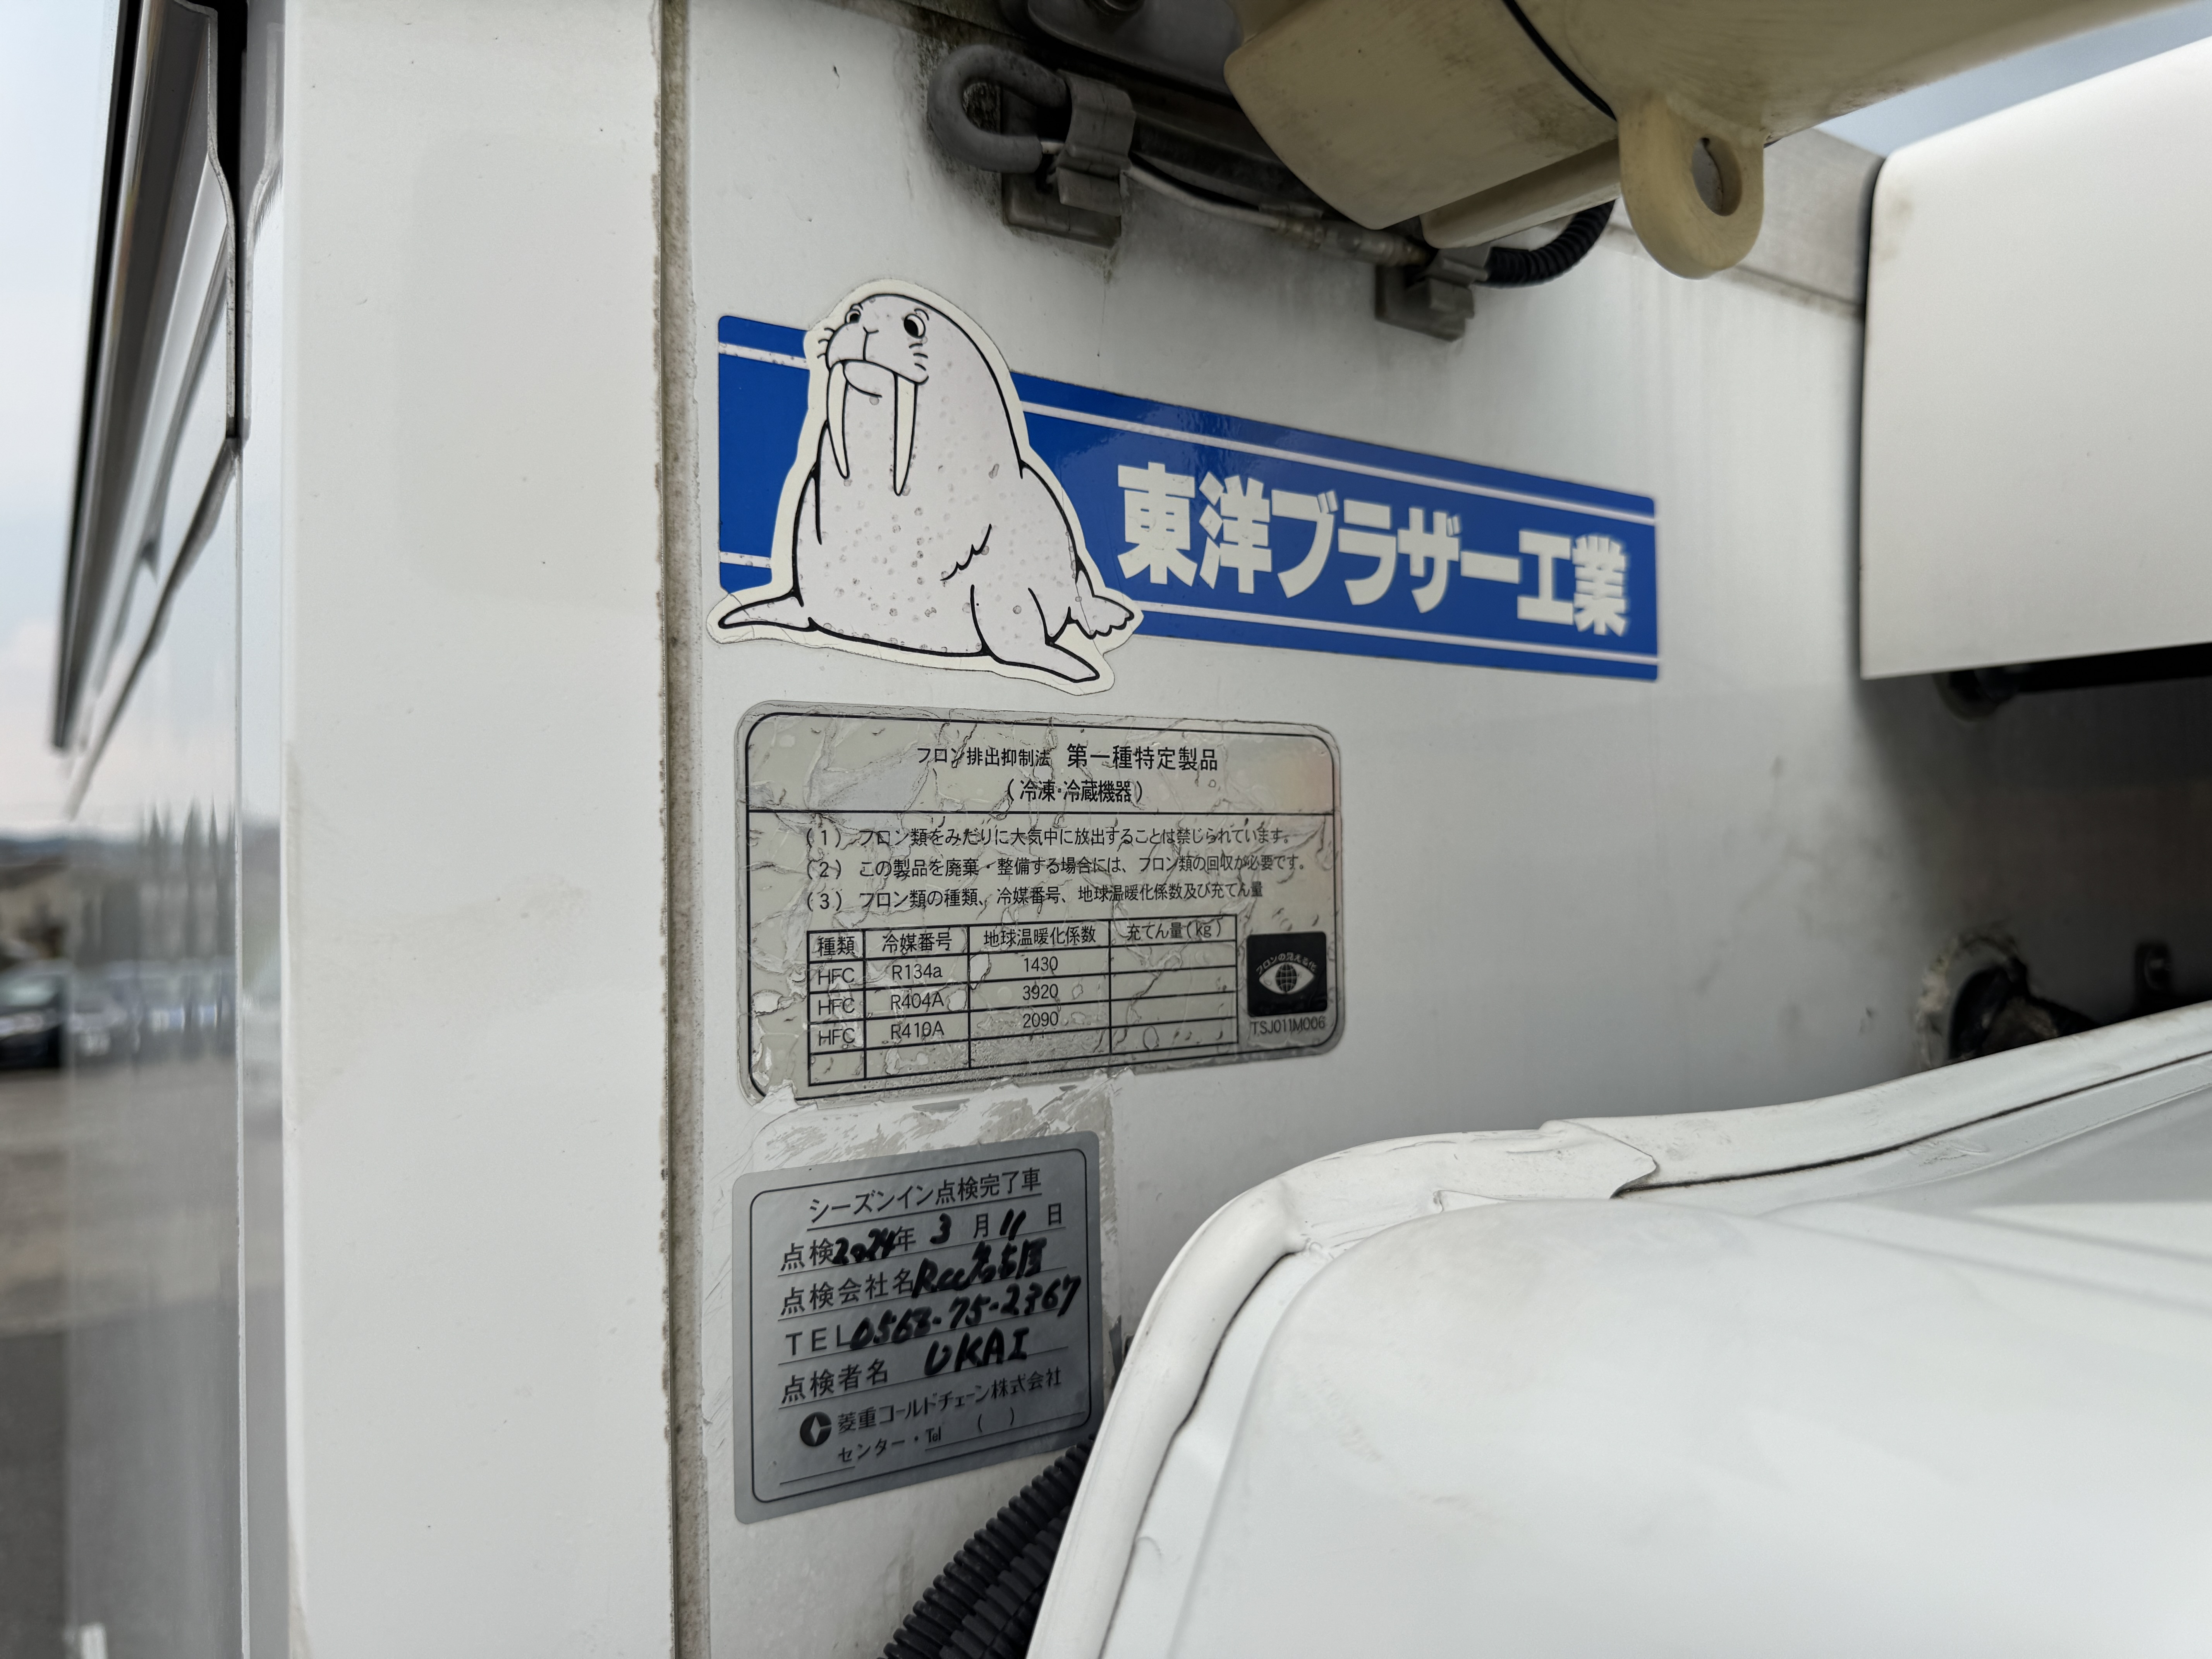 東洋ブラザー工業
フロン排出抑制法 第一種特定製品
(冷凍・冷蔵機器)
(1) フロン類をみだりに大気中に放出することは禁じられています。
(2) この製品を廃棄・整備する場合には、フロン類の回収が必要です。
(3) フロン類の種類、冷媒番号、地球温暖化係数及び充てん量
種類 冷媒番号 地球温暖化係数 充てん量(kg)
HFC R134a 1430
HFC R404A 3920
HFC R410A 2090
フロンの見える化
TSJ011M006
シーズンイン点検完了車
点検2024年 3月11日
点検会社名
TEL 0568-75-2367
点検者名 UKAI
菱重コールドチェーン株式会社
センター・Tel ( )